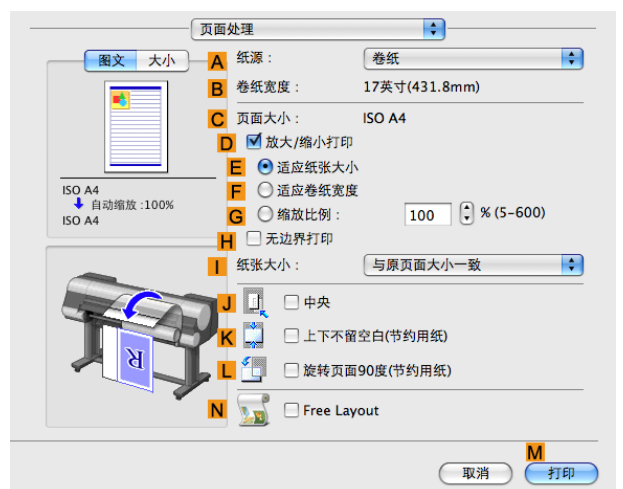 页面处理
图文 大小
A 纸源： 卷纸
B 卷纸宽度： 17英寸(431.8mm)
C 页面大小： ISO A4
D 放大/缩小打印
E 适应纸张大小
F 适应卷纸宽度
G 缩放比例： 100 % (5-600)
H 无边界打印
ISO A4
自动缩放 :100%
ISO A4
I 纸张大小： 与原页面大小一致
J 中央
K 上下不留空白(节约用纸)
L 旋转页面90度(节约用纸)
R
N Free Layout
M
取消 打印